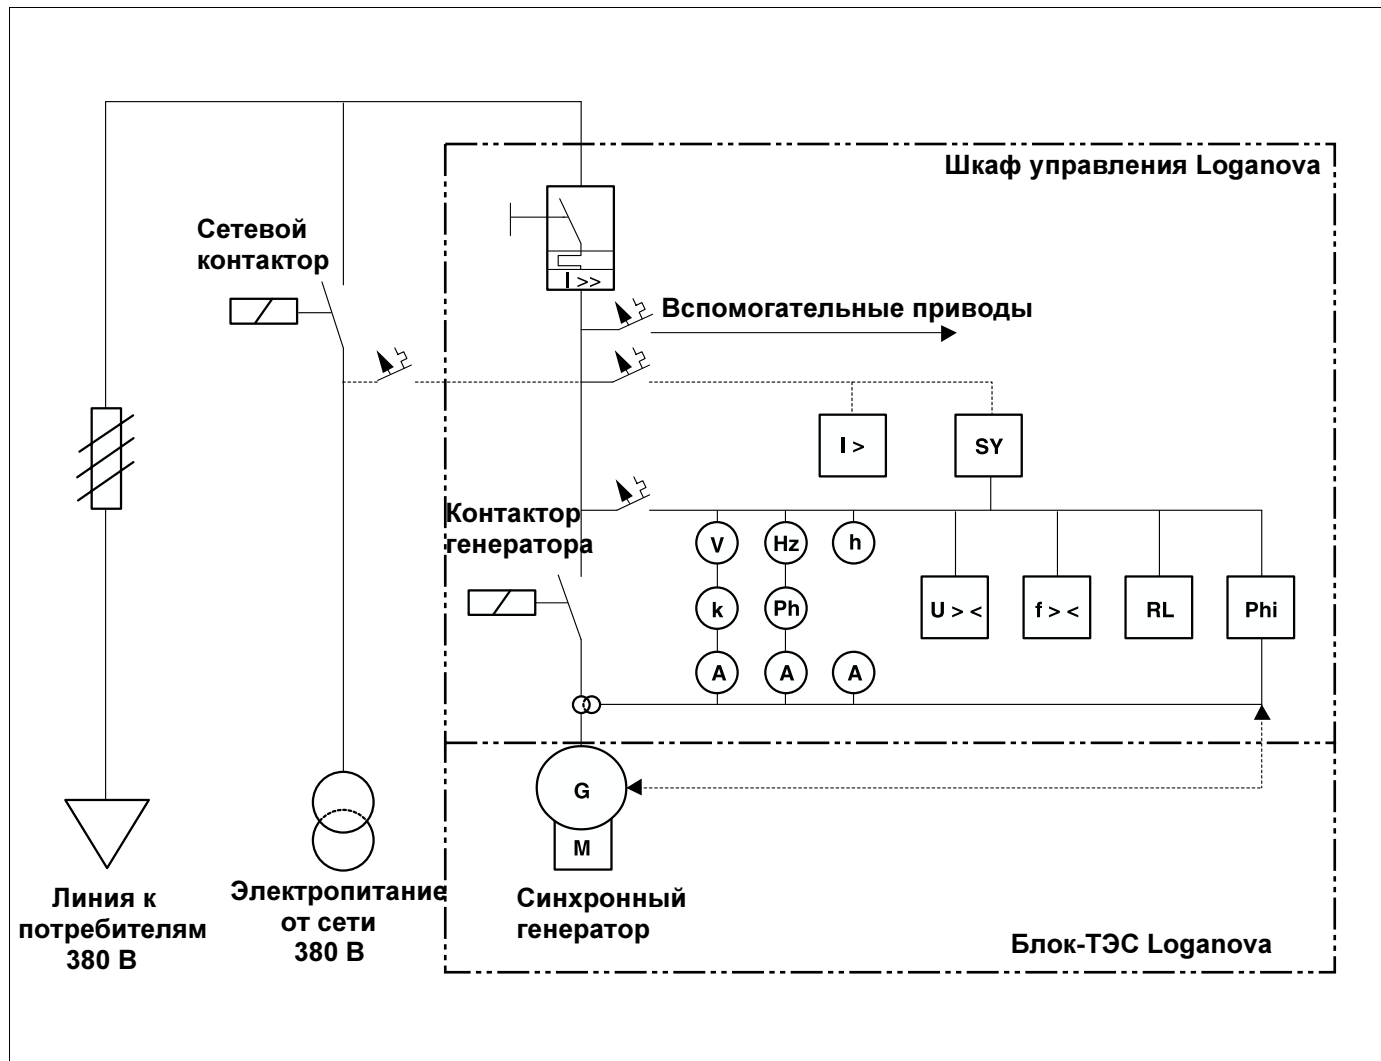 Шкаф управления Loganova
Сетевой
контактор
I >>
Вспомогательные приводы
I >
SY
Контактор
генератора
V
Hz
h
k
Ph
U > <
f > <
RL
Phi
A
A
A
G
M
Линия к
потребителям
380 В
Электропитание
от сети
380 В
Синхронный
генератор
Блок-ТЭС Loganova